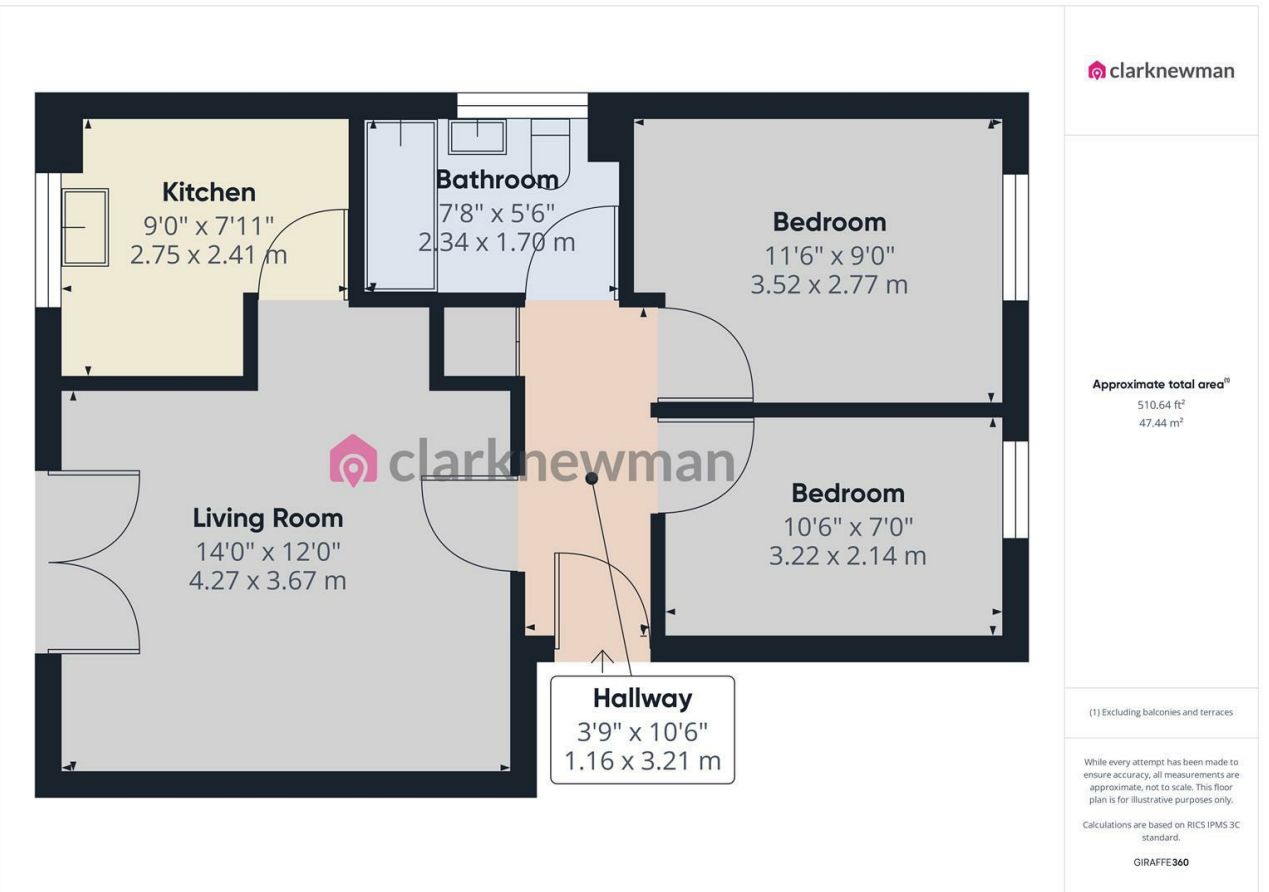 Kitchen
9'0" x 7'11"
2.75 x 2.41 m
Bathroom
7'8" x 5'6"
2.34 x 1.70 m
Bedroom
11'6" x 9'0"
3.52 x 2.77 m
clarknewman
Living Room
14'0" x 12'0"
4.27 x 3.67 m
Bedroom
10'6" x 7'0"
3.22 x 2.14 m
Hallway
3'9" x 10'6"
1.16 x 3.21 m
clarknewman
Approximate total area⁽¹⁾
510.64 ft²
47.44 m²
(1) Excluding balconies and terraces
While every attempt has been made to
ensure accuracy, all measurements are
approximate, not to scale. This floor
plan is for illustrative purposes only.
Calculations are based on RICS IPMS 3C
standard.
GIRAFFE360